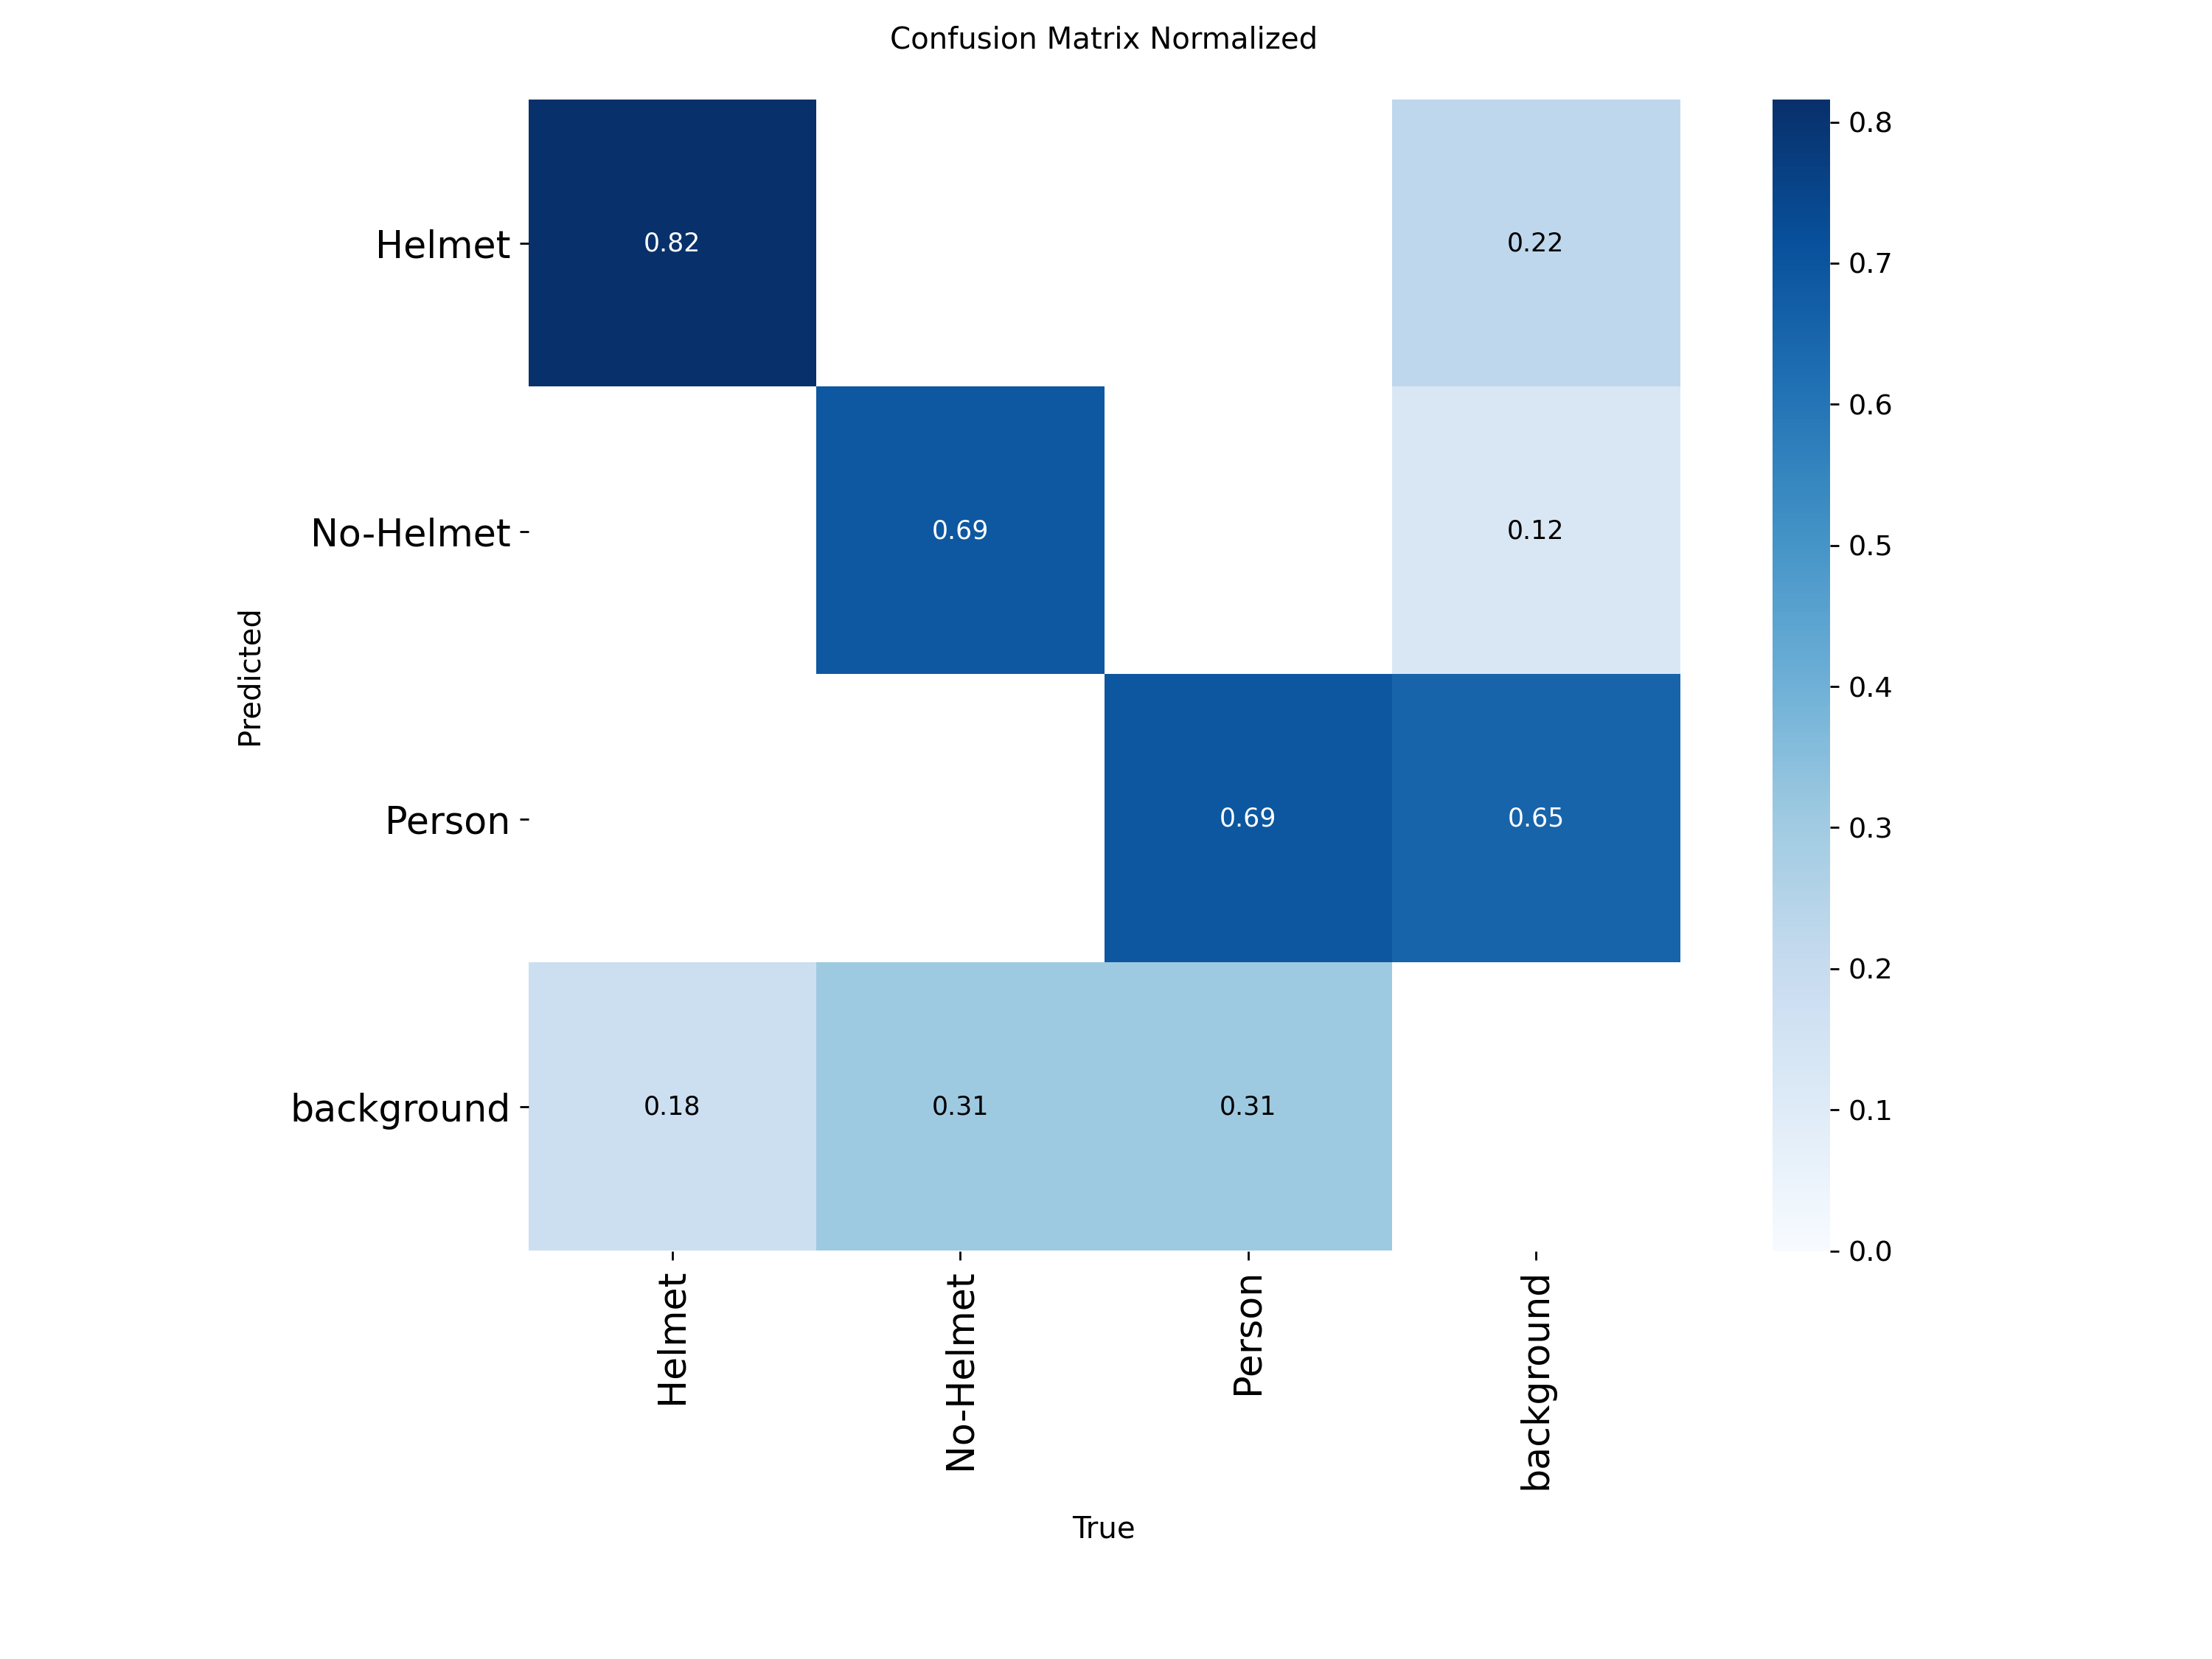 Confusion Matrix Normalized
Helmet
0.82
0.22
0.8
0.7
No-Helmet
0.69
0.12
0.6
0.5
Predicted
Person
0.69
0.65
0.4
0.3
background
0.18
0.31
0.31
0.2
0.1
0.0
Helmet
No-Helmet
Person
background
True